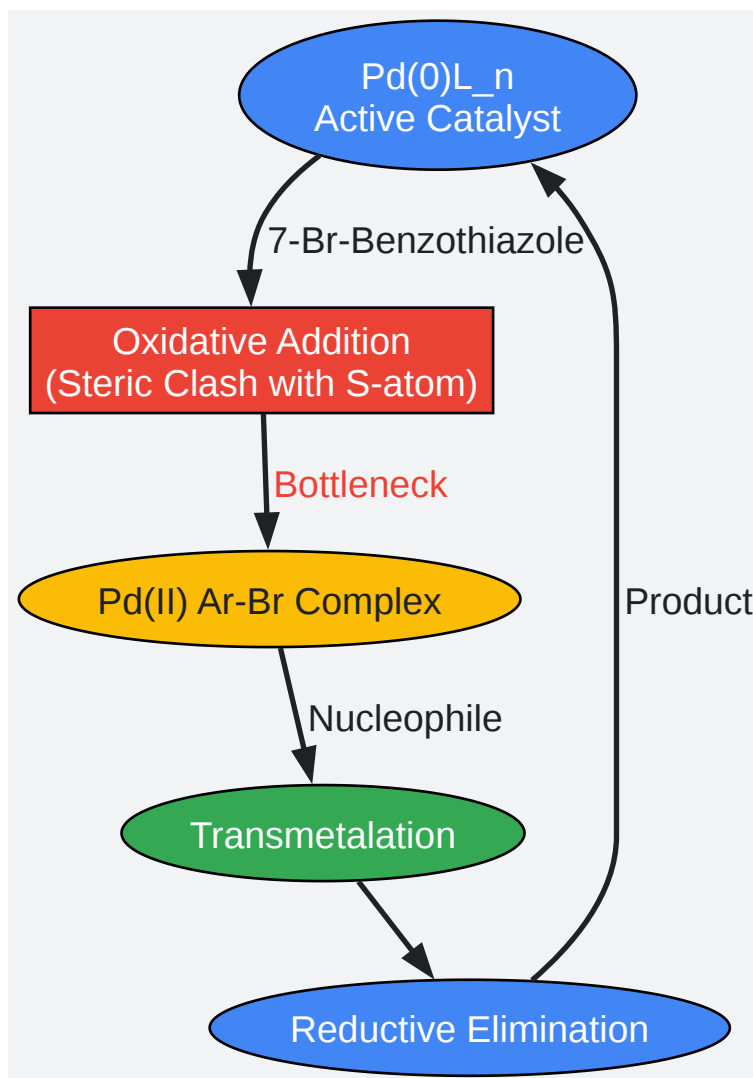 Pd(0)L_n
Active Catalyst
7-Br-Benzothiazole
Oxidative Addition
(Steric Clash with S-atom)
Bottleneck
Pd(II) Ar-Br Complex
Product
Nucleophile
Transmetalation
Reductive Elimination